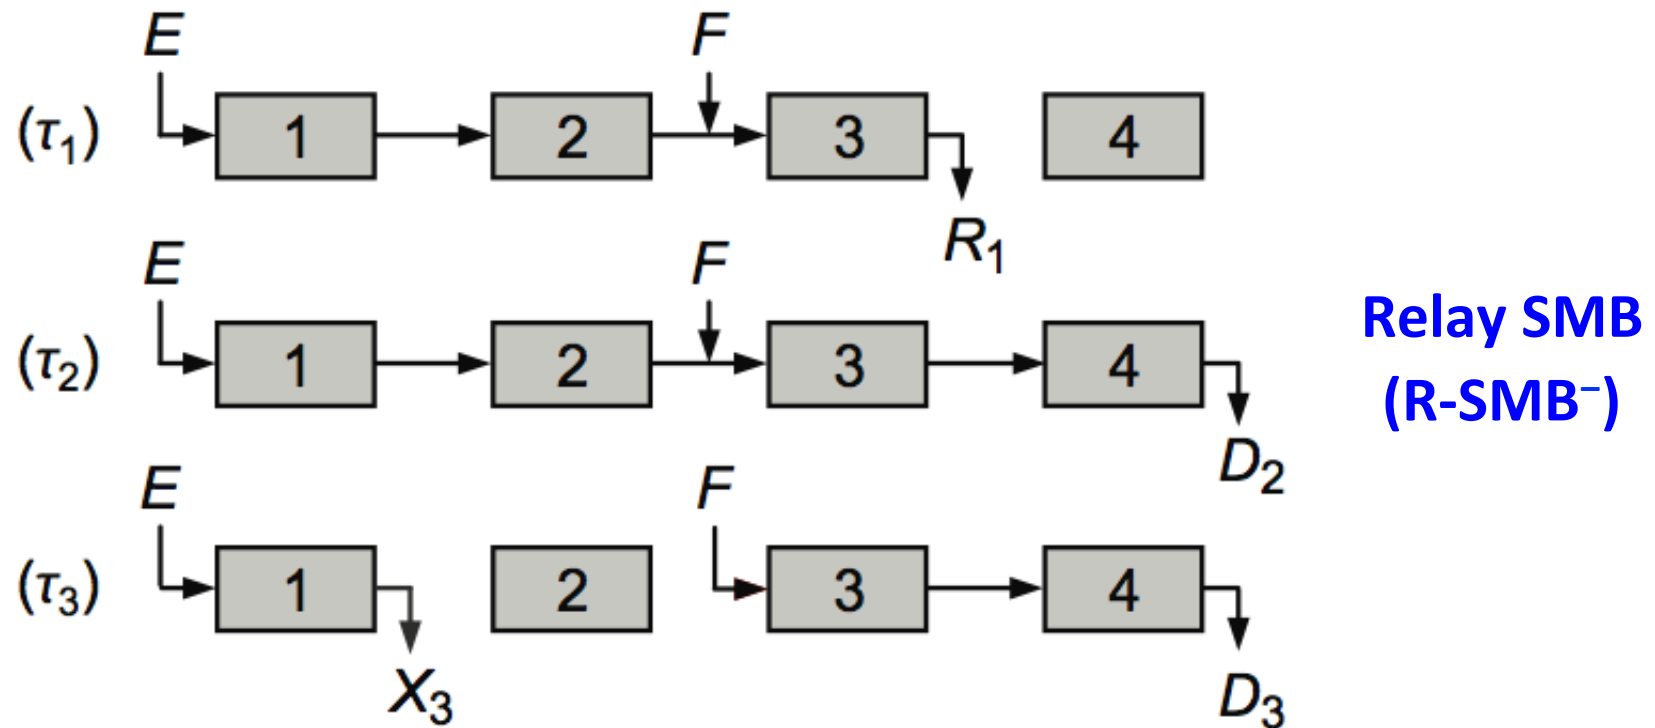 E F
(τ₁) 1 2 3 4
R₁
E F
(τ₂) 1 2 3 4
D₂
E F
(τ₃) 1 2 3 4
X₃ D₃
Relay SMB
(R-SMB⁻)